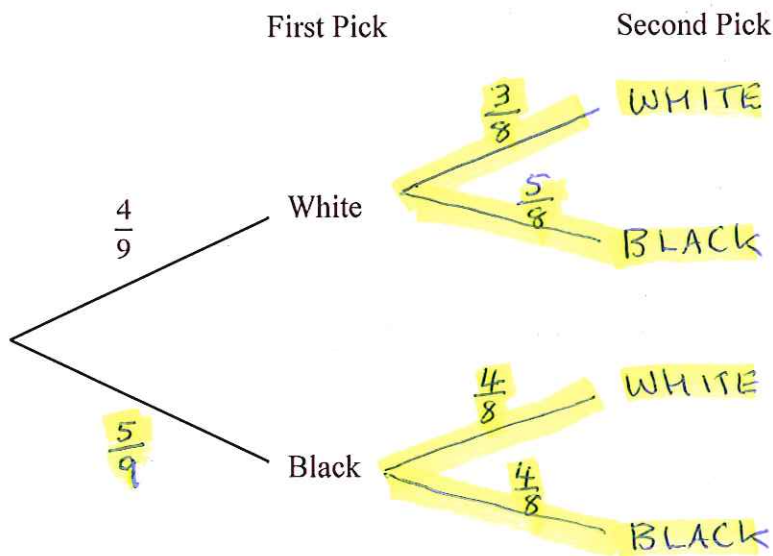 First Pick Second Pick
3/8 WHITE
4/9 White 5/8
BLACK
4/8 WHITE
5/9 Black 4/8
BLACK